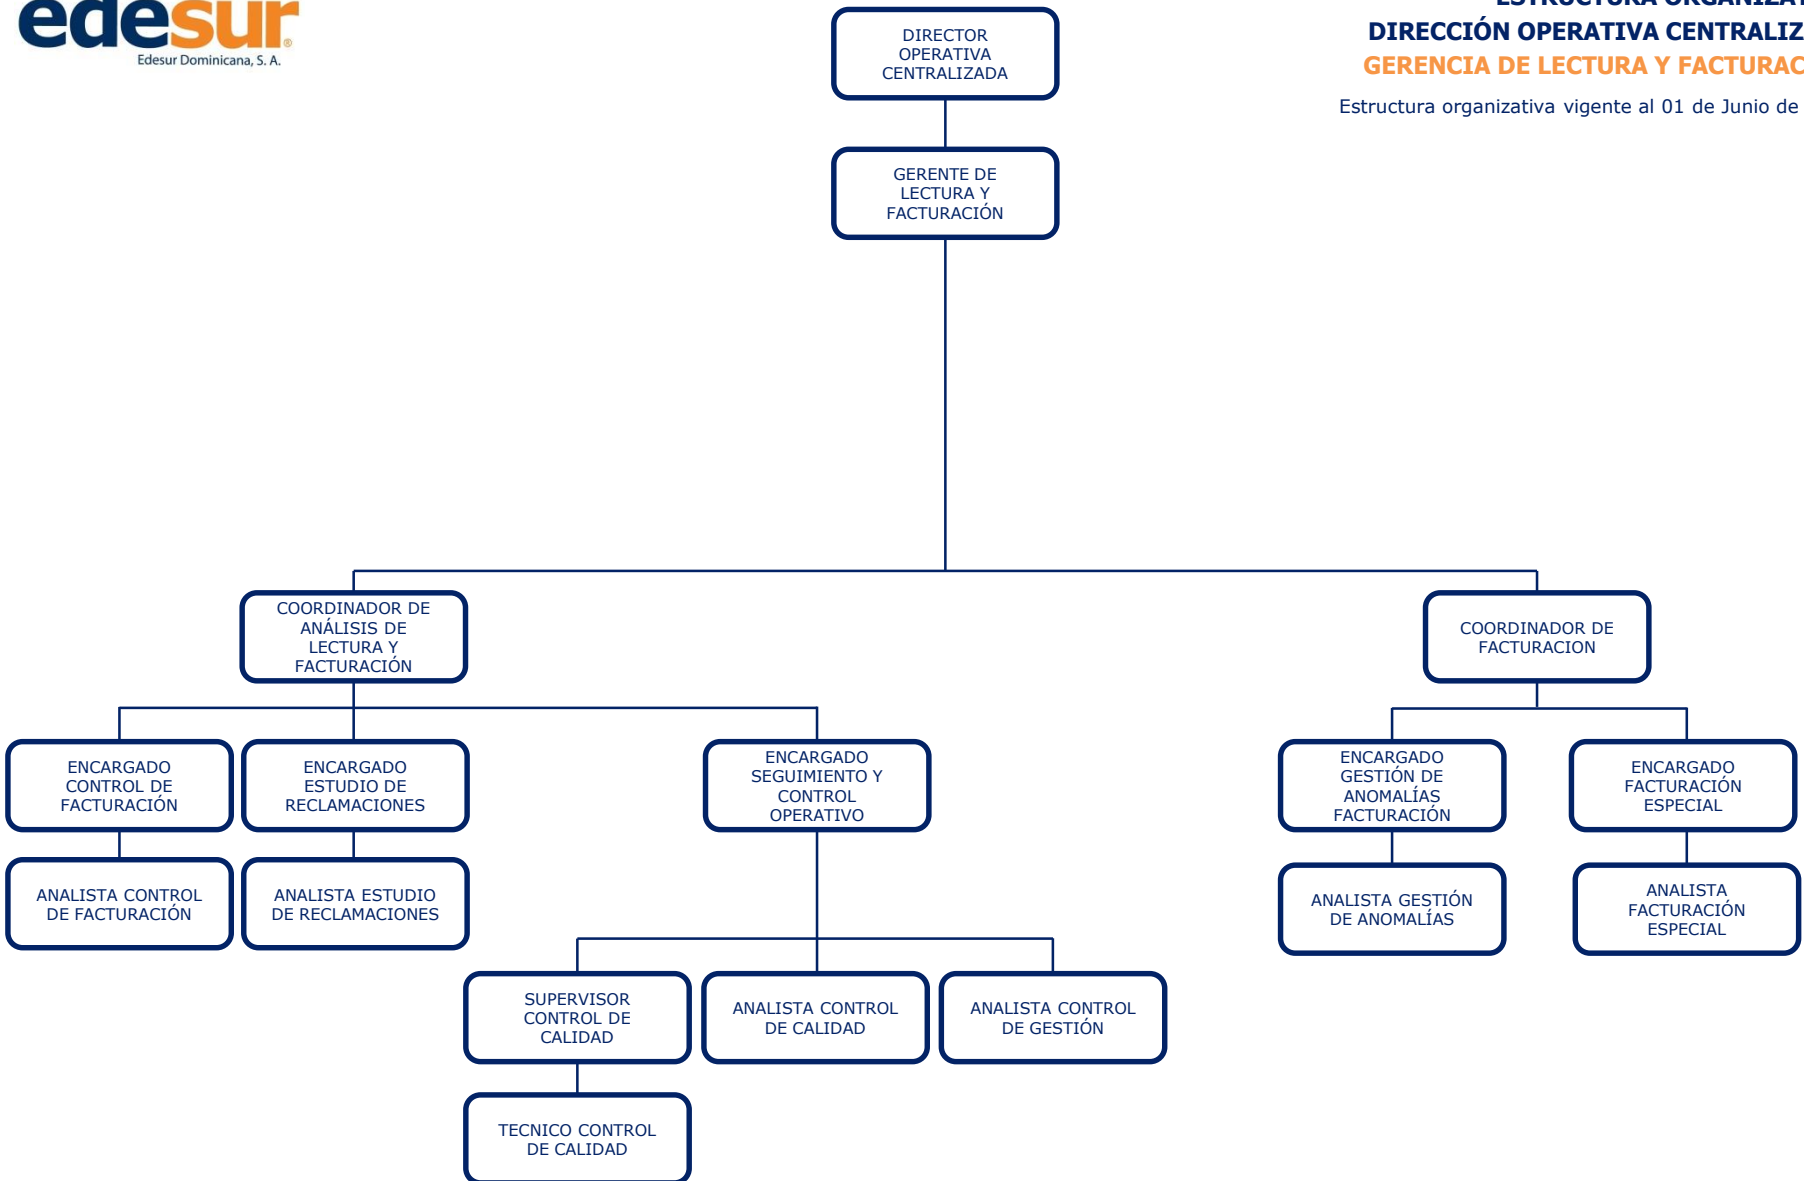 edesur
Edesur Dominicana, S. A.
DIRECCIÓN OPERATIVA
GERENCIA DE LECTURA Y
Estructura organizativa vigente al 01 de Junio de
DIRECTOR
OPERATIVA
CENTRALIZADA
GERENTE DE
LECTURA Y
FACTURACIÓN
COORDINADOR DE
ANÁLISIS DE
LECTURA Y
FACTURACIÓN
COORDINADOR DE
FACTURACION
ENCARGADO
CONTROL DE
FACTURACIÓN
ENCARGADO
ESTUDIO DE
RECLAMACIONES
ENCARGADO
SEGUIMIENTO Y
CONTROL
OPERATIVO
ENCARGADO
GESTIÓN DE
ANOMALÍAS
FACTURACIÓN
ENCARGADO
FACTURACIÓN
ESPECIAL
ANALISTA CONTROL
DE FACTURACIÓN
ANALISTA ESTUDIO
DE RECLAMACIONES
ANALISTA GESTIÓN
DE ANOMALÍAS
ANALISTA
FACTURACIÓN
ESPECIAL
SUPERVISOR
CONTROL DE
CALIDAD
ANALISTA CONTROL
DE CALIDAD
ANALISTA CONTROL
DE GESTIÓN
TECNICO CONTROL
DE CALIDAD